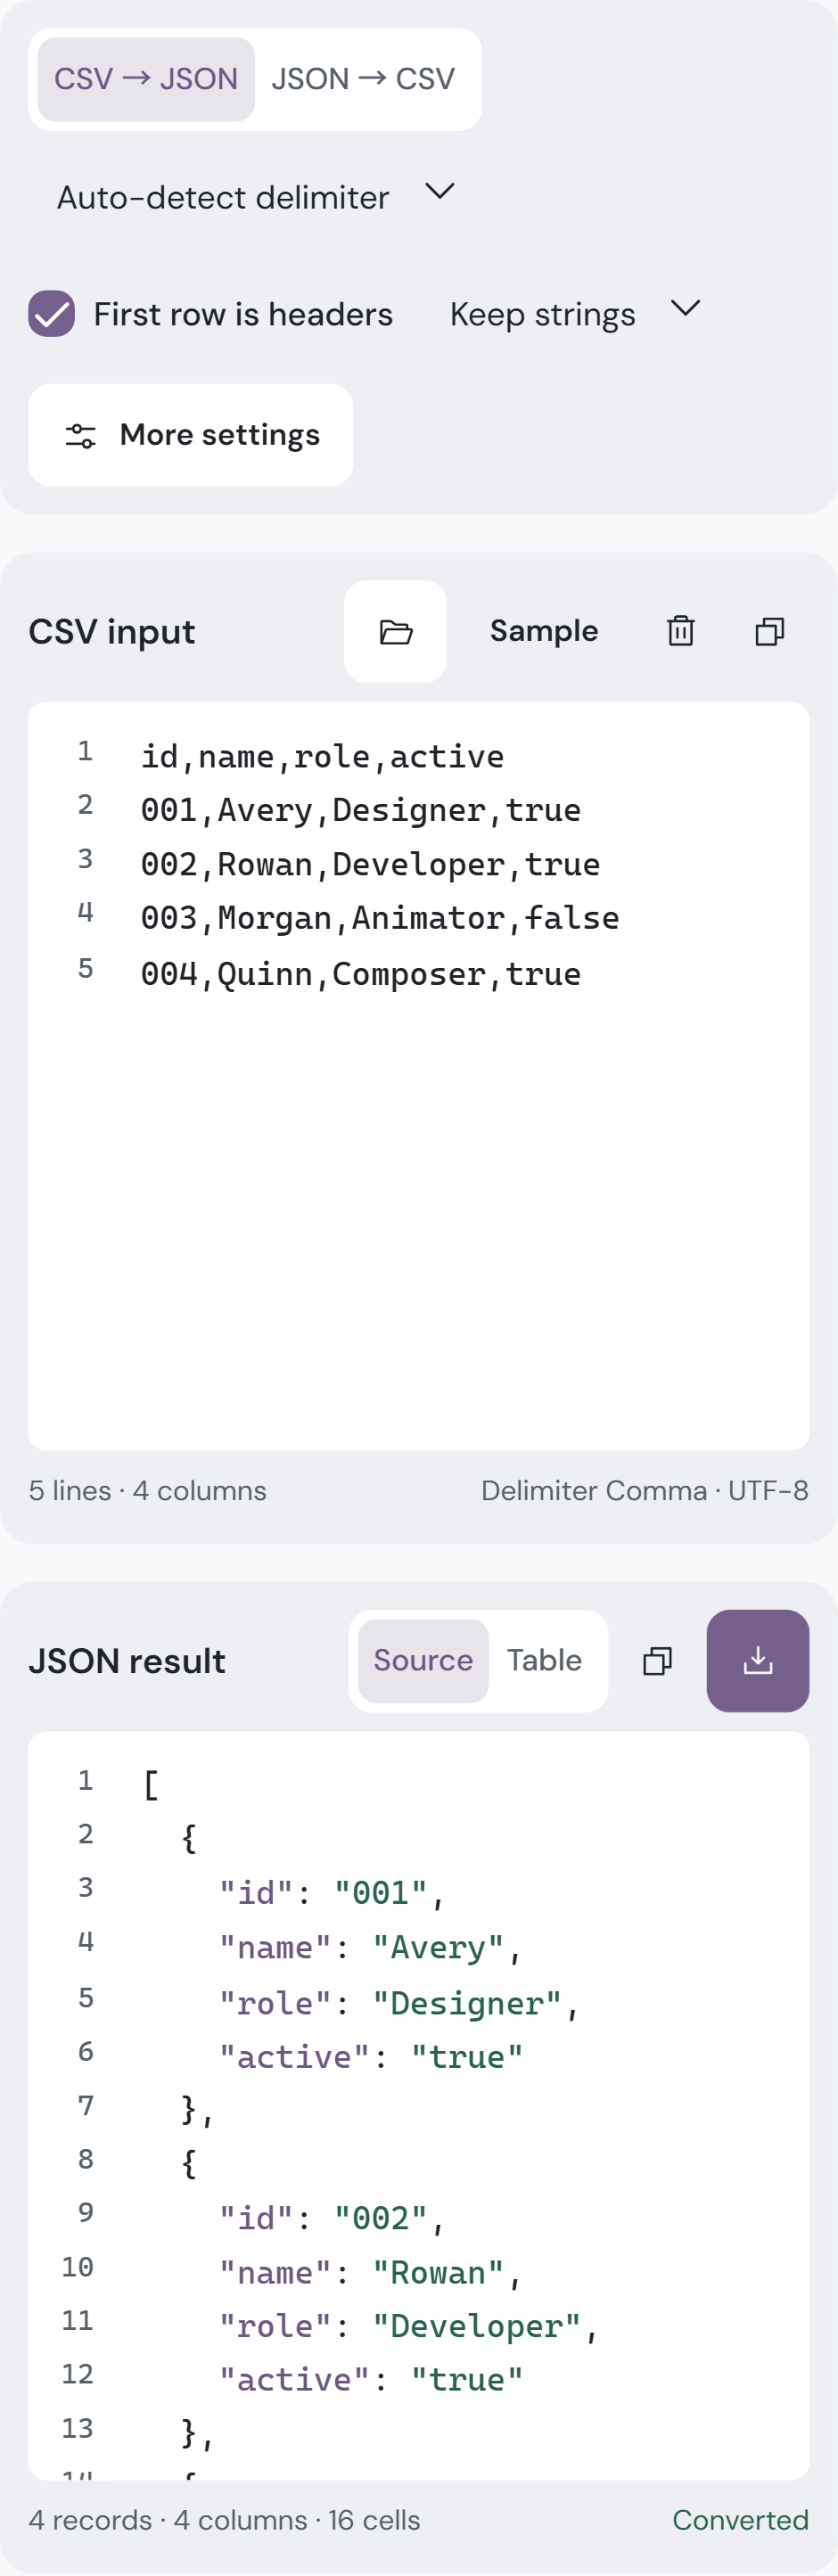 CSV → JSON JSON → CSV
Auto-detect delimiter
First row is headers Keep strings
More settings
CSV input Sample
1 id,name,role,active
2 001,Avery,Designer,true
3 002,Rowan,Developer,true
4 003,Morgan,Animator,false
5 004,Quinn,Composer,true
5 lines · 4 columns Delimiter Comma · UTF-8
JSON result Source Table
1 [
2   {
3     "id": "001",
4     "name": "Avery",
5     "role": "Designer",
6     "active": "true"
7   },
8   {
9     "id": "002",
10     "name": "Rowan",
11     "role": "Developer",
12     "active": "true"
13   },
14   {
4 records · 4 columns · 16 cells Converted